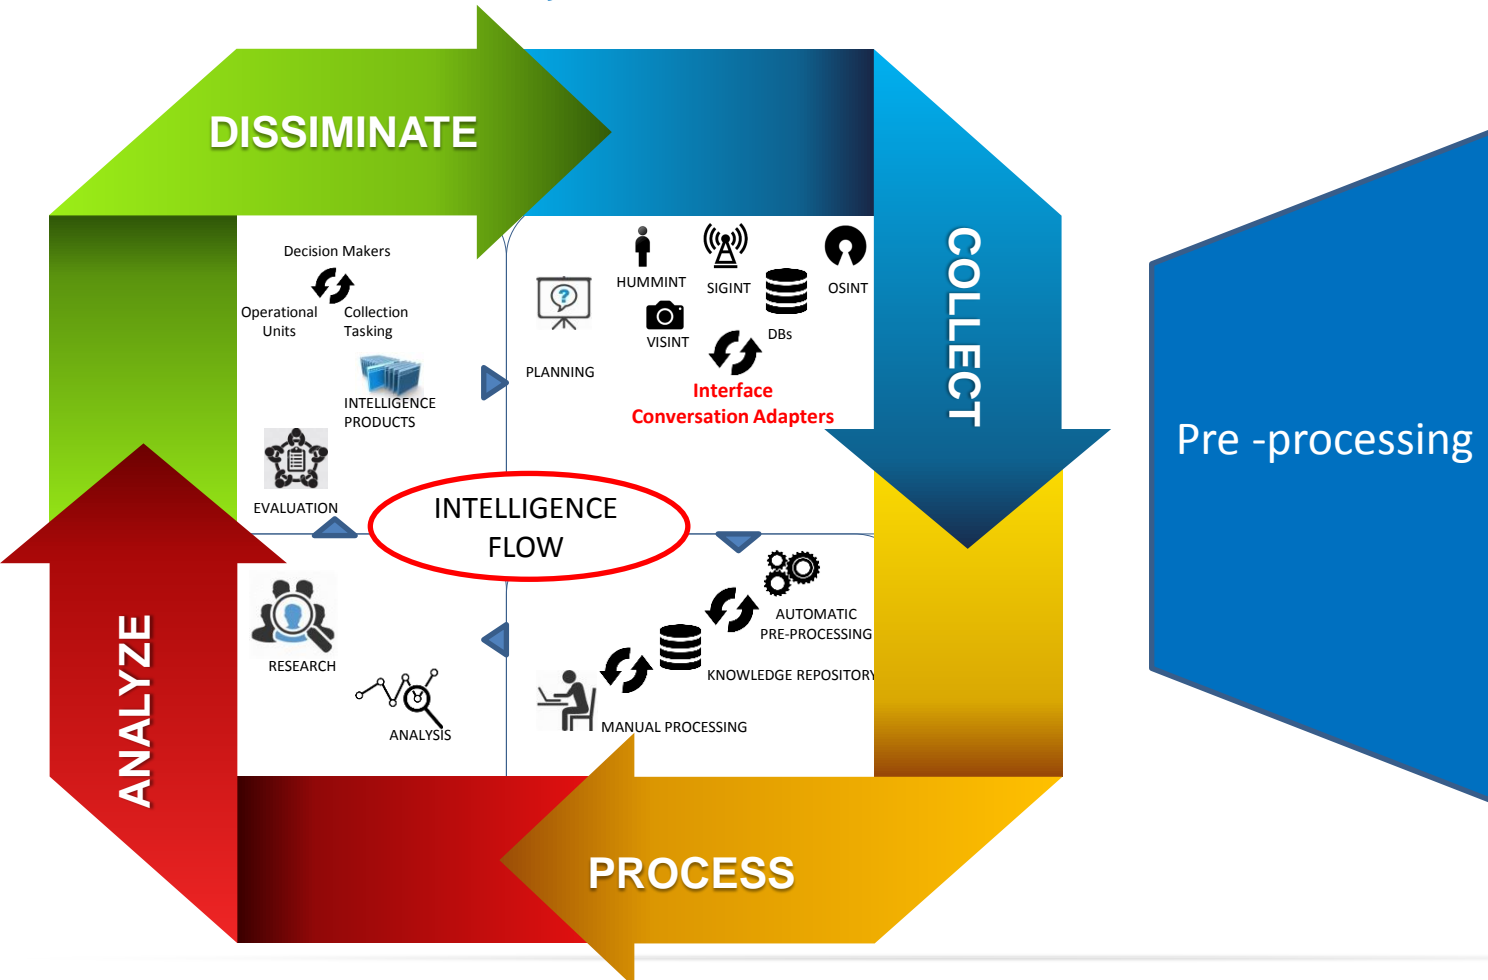 DISSIMINATE
COLLECT
Decision Makers
Operational
Units
Collection
Tasking
INTELLIGENCE
PRODUCTS
EVALUATION
PLANNING
HUMMINT
SIGINT
OSINT
VISINT
DBs
Interface
Conversation Adapters
INTELLIGENCE
FLOW
Pre -processing
RESEARCH
ANALYSIS
AUTOMATIC
PRE-PROCESSING
KNOWLEDGE REPOSITORY
MANUAL PROCESSING
ANALYZE
PROCESS